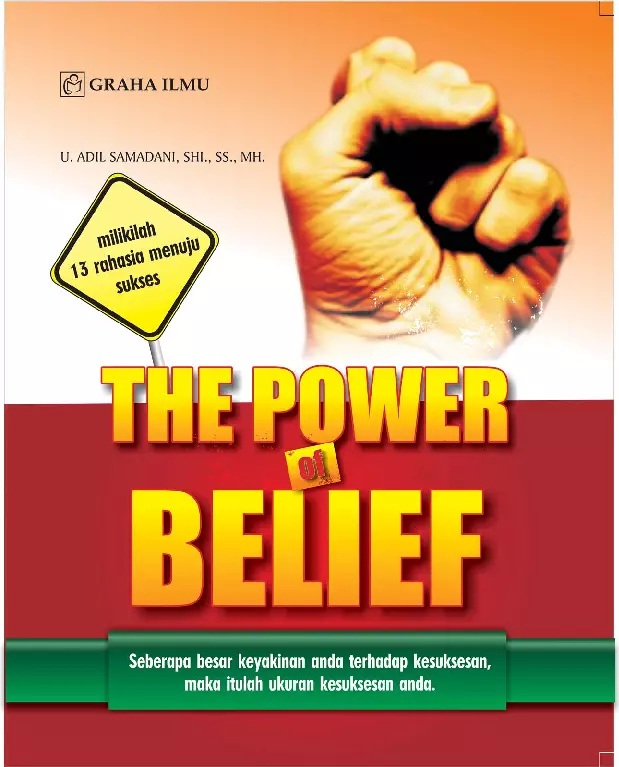 GRAHA ILMU
U. ADIL SAMADANI, SHI., SS., MH.
milikilah
13 rahasia menuju
sukses
THE POWER
of
BELIEF
Seberapa besar keyakinan anda terhadap kesuksesan,
maka itulah ukuran kesuksesan anda.